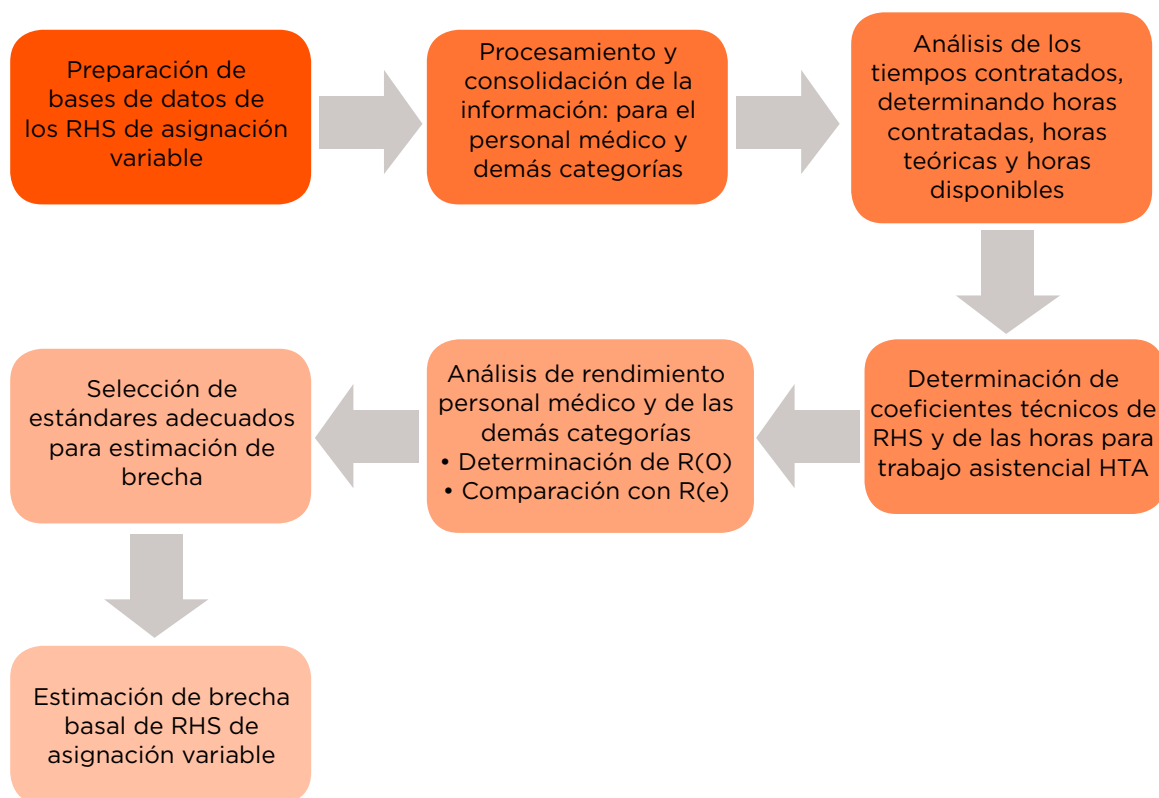 Preparación de
bases de datos de
los RHS de asignación
variable
Procesamiento y
consolidación de la
información: para el
personal médico y
demás categorías
Análisis de los
tiempos contratados,
determinando horas
contratadas, horas
teóricas y horas
disponibles
Determinación de
coeficientes técnicos de
RHS y de las horas para
trabajo asistencial HTA
Análisis de rendimiento
personal médico y de las
demás categorías
• Determinación de R(0)
• Comparación con R(e)
Selección de
estándares adecuados
para estimación de
brecha
Estimación de brecha
basal de RHS de
asignación variable